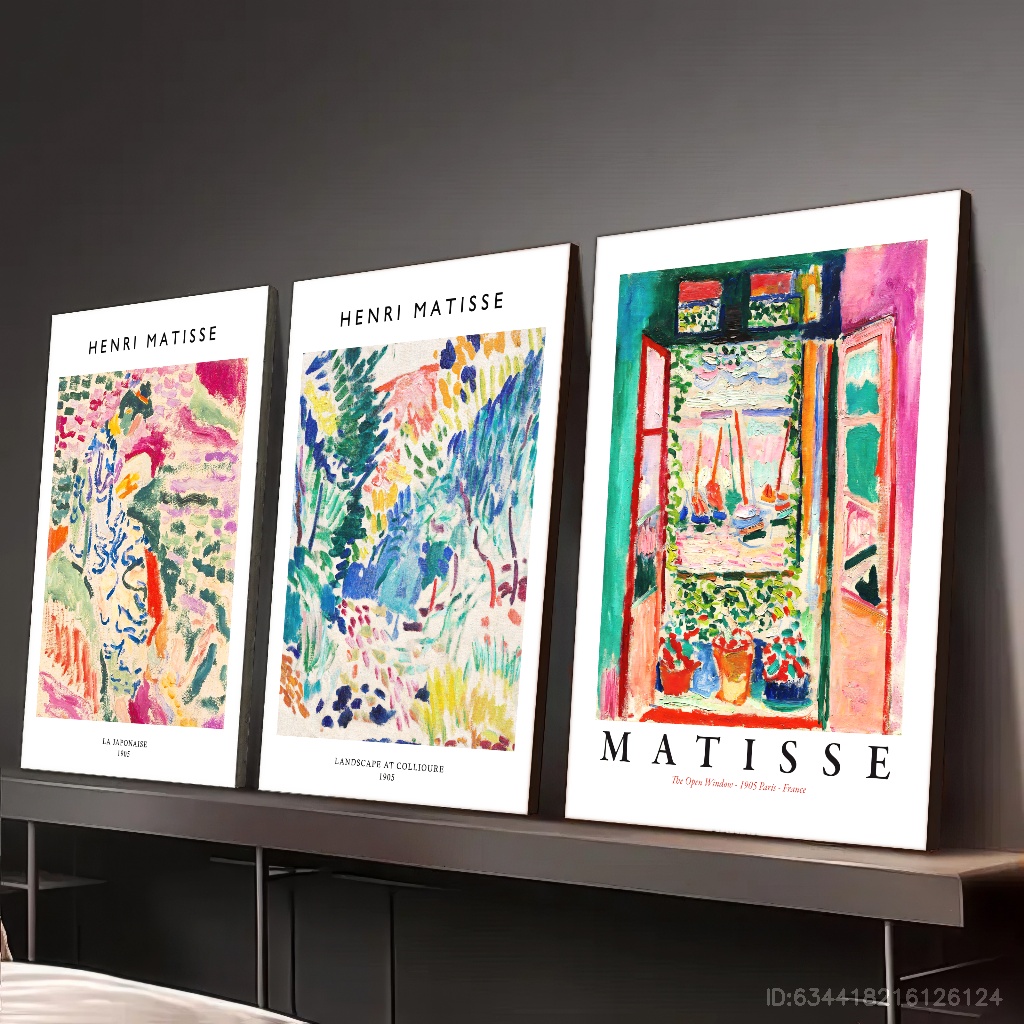 HENRI MATISSE
LA JAPONAISE
1905
HENRI MATISSE
LANDSCAPE AT COLLIOURE
1905
MATISSE
The Open Window - 1905 Paris - France
ID:634418216126124